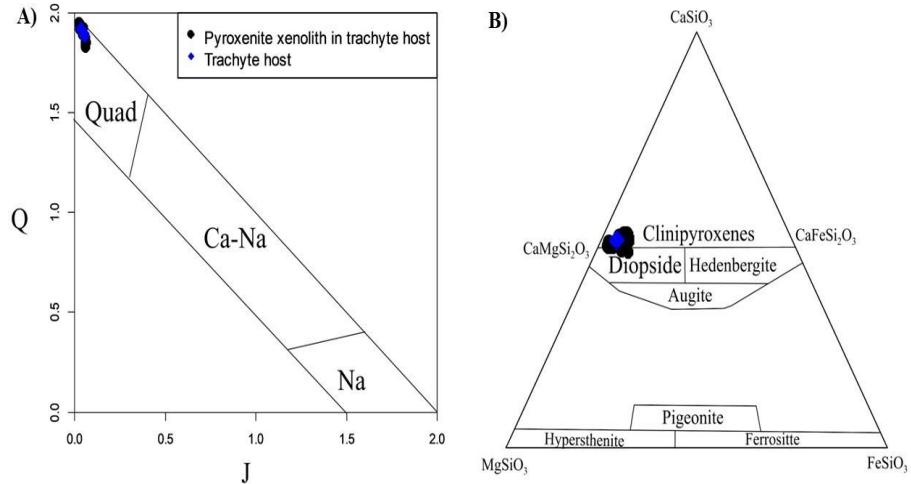 A)
2.0
1.5
1.0
0.5
0.0
Q
Pyroxenite xenolith in trachyte host
Trachyte host
Quad
Ca-Na
Na
0.0 0.5 1.0 1.5 2.0
J
B)
CaSiO₃
Clinipyroxenes
CaMgSi₂O₃
CaFeSi₂O₃
Diopside Hedenbergite
Augite
Pigeonite
Hypersthenite Ferrositte
MgSiO₃ FeSiO₃